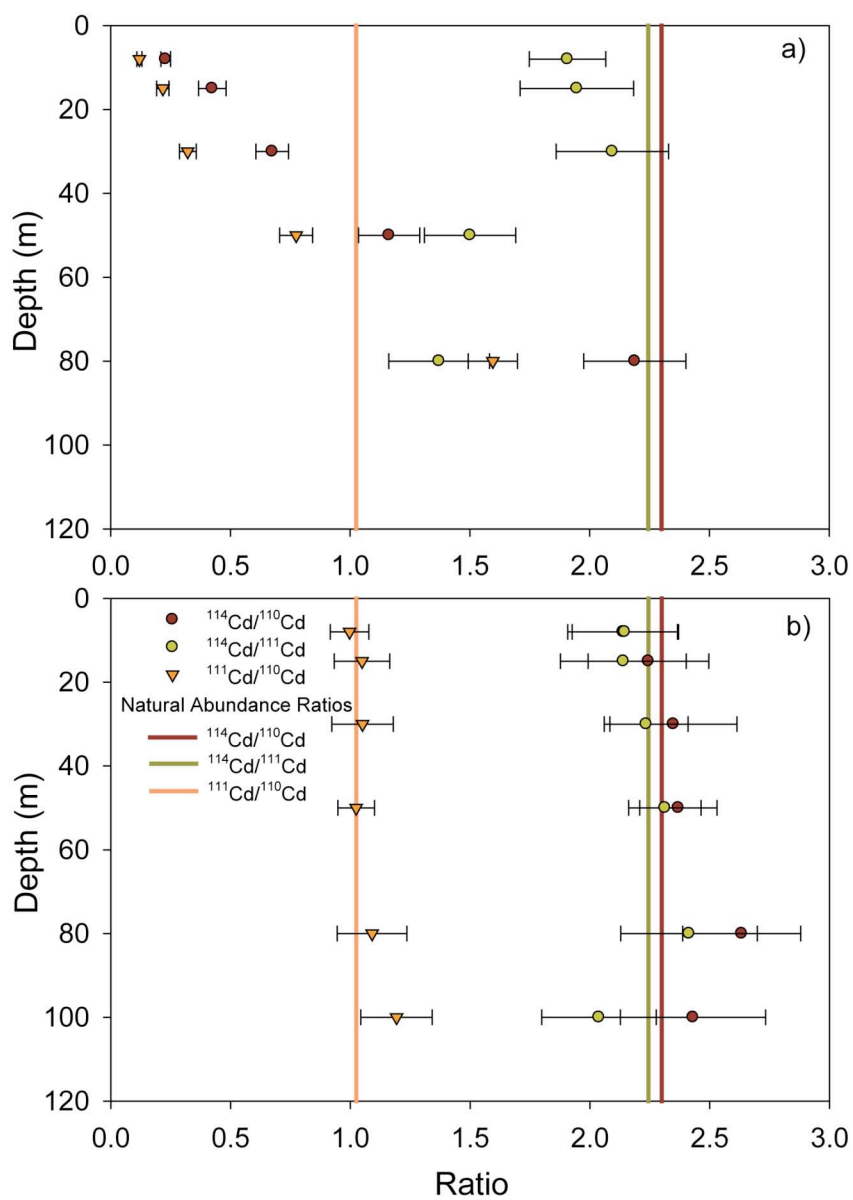 a)
0
20
40
60
80
100
120
Depth (m)
0.0 0.5 1.0 1.5 2.0 2.5 3.0
b)
0
20
40
60
80
100
120
Depth (m)
¹¹⁴Cd/¹¹⁰Cd
¹¹⁴Cd/¹¹¹Cd
¹¹¹Cd/¹¹⁰Cd
Natural Abundance Ratios
¹¹⁴Cd/¹¹⁰Cd
¹¹⁴Cd/¹¹¹Cd
¹¹¹Cd/¹¹⁰Cd
0.0 0.5 1.0 1.5 2.0 2.5 3.0
Ratio